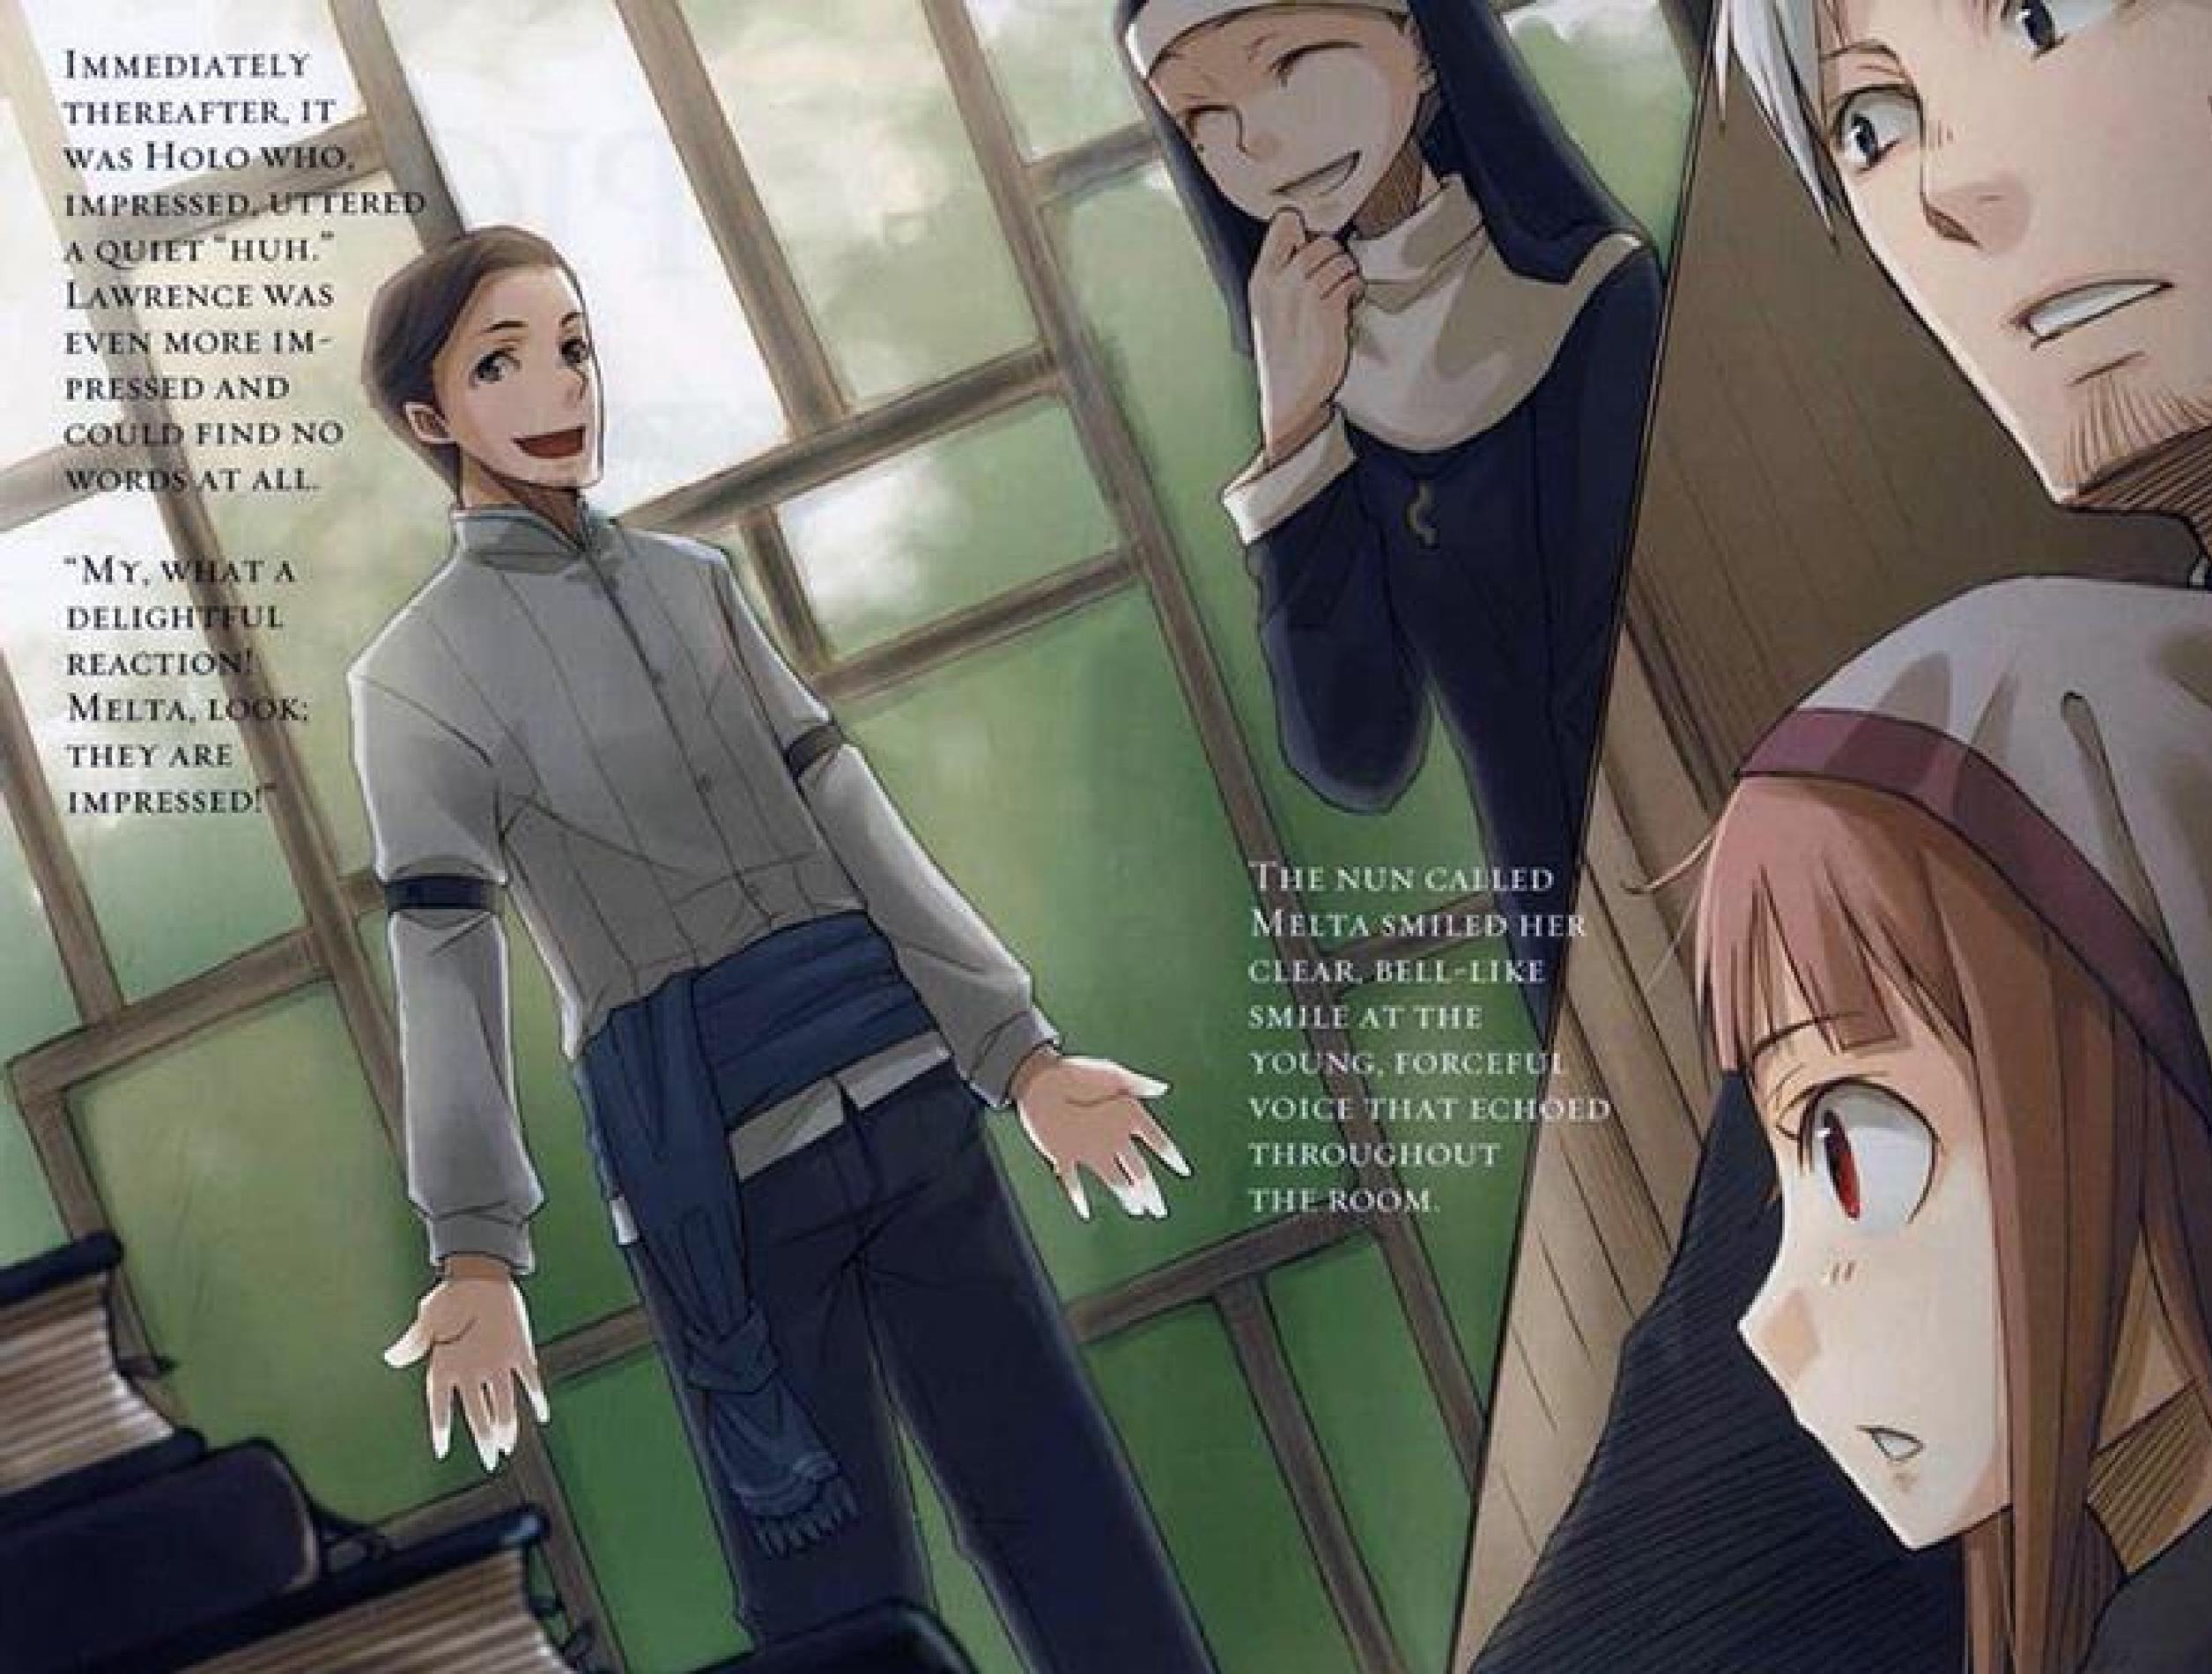 Immediately
thereafter, it
was Holo who,
impressed, uttered
a quiet “huh.”
Lawrence was
even more im-
pressed and
could find no
words at all.
“My, what a
delightful
reaction!
Melta, look;
they are
impressed!”
The nun called
Melta smiled her
clear, bell-like
smile at the
young, forceful
voice that echoed
throughout
the room.